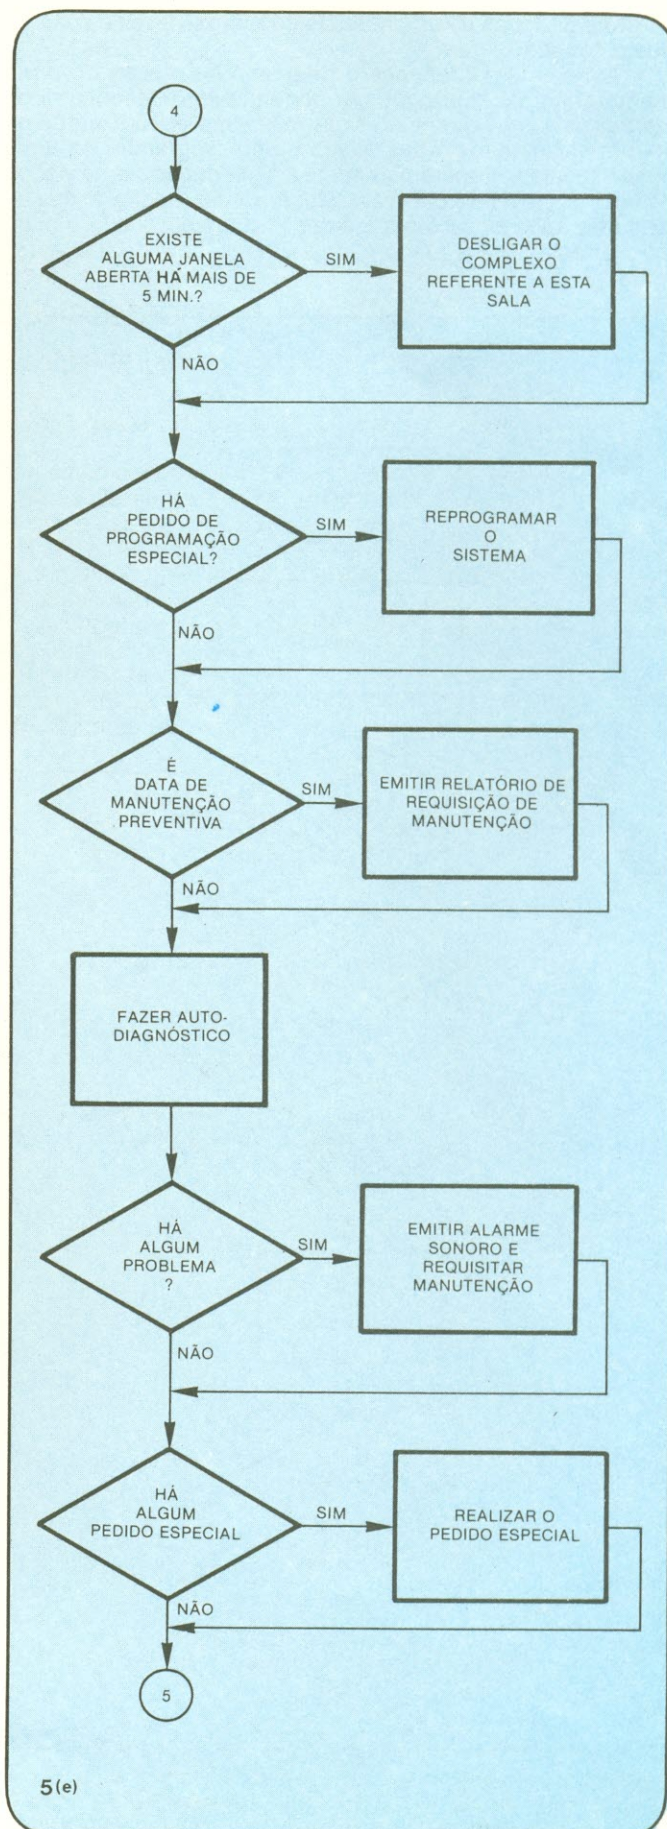 4
EXISTE
ALGUMA JANELA
ABERTA HÁ MAIS DE
5 MIN.?
SIM
DESLIGAR O
COMPLEXO
REFERENTE A ESTA
SALA
NÃO
HÁ
PEDIDO DE
PROGRAMAÇÃO
ESPECIAL?
SIM
REPROGRAMAR
O
SISTEMA
NÃO
É
DATA DE
MANUTENÇÃO
PREVENTIVA
SIM
EMITIR RELATÓRIO DE
REQUISIÇÃO DE
MANUTENÇÃO
NÃO
FAZER AUTO-
DIAGNÓSTICO
HÁ
ALGUM
PROBLEMA
?
SIM
EMITIR ALARME
SONORO E
REQUISITAR
MANUTENÇÃO
NÃO
HÁ
ALGUM
PEDIDO ESPECIAL
SIM
REALIZAR O
PEDIDO ESPECIAL
NÃO
5
5(e)